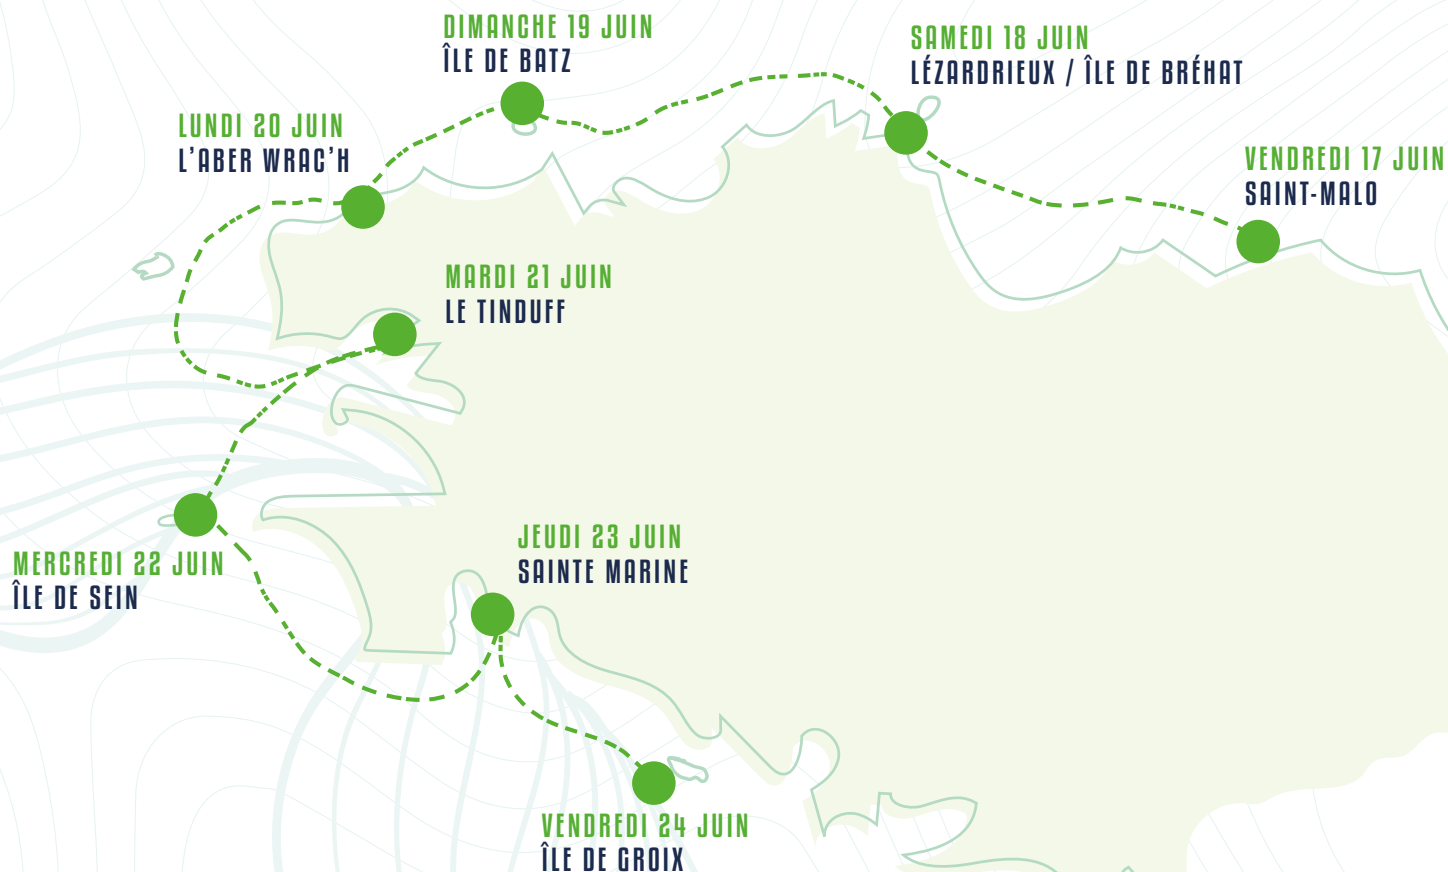 DIMANCHE 19 JUIN
ÎLE DE BATZ
SAMEDI 18 JUIN
LÉZARDRIEUX / ÎLE DE BRÉHAT
LUNDI 20 JUIN
L'ABER WRAC'H
VENDREDI 17 JUIN
SAINT-MALO
MARDI 21 JUIN
LE TINDUFF
JEUDI 23 JUIN
SAINTE MARINE
MERCREDI 22 JUIN
ÎLE DE SEIN
VENDREDI 24 JUIN
ÎLE DE GROIX